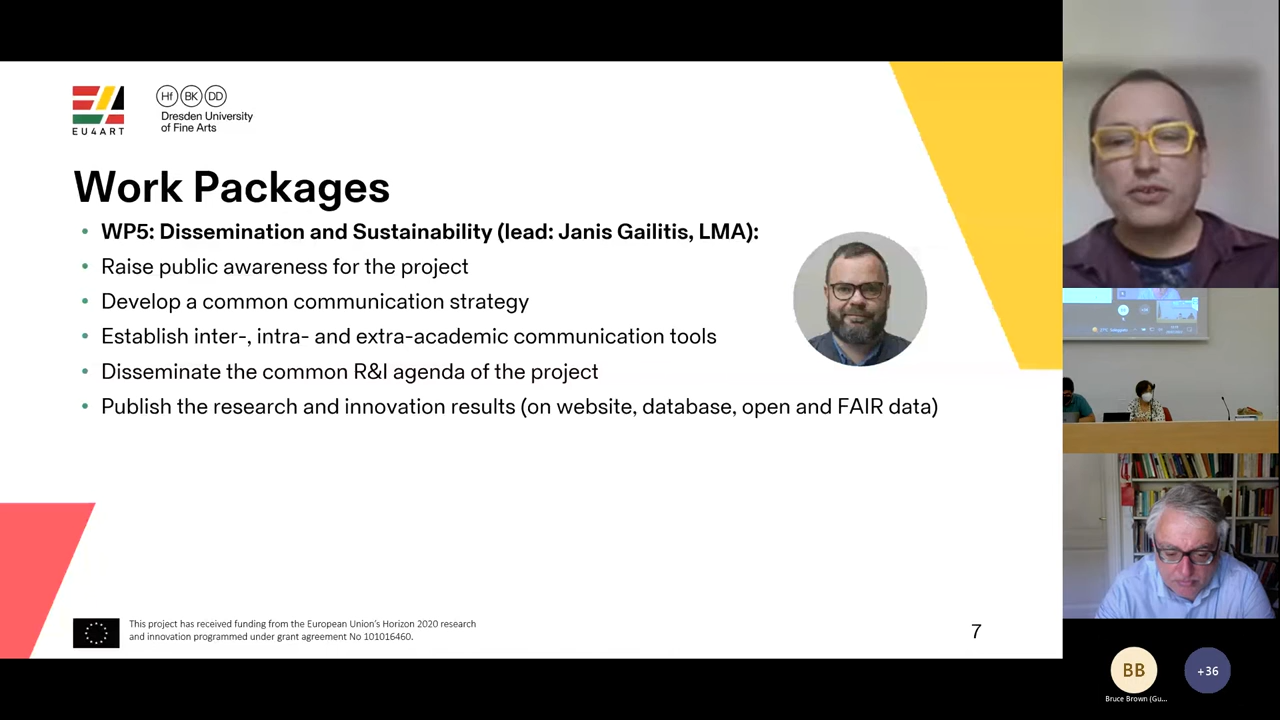 EU4ART
Hf BK DD
Dresden University
of Fine Arts
Work Packages
• WP5: Dissemination and Sustainability (lead: Janis Gailitis, LMA):
• Raise public awareness for the project
• Develop a common communication strategy
• Establish inter-, intra- and extra-academic communication tools
• Disseminate the common R&I agenda of the project
• Publish the research and innovation results (on website, database, open and FAIR data)
This project has received funding from the European Union's Horizon 2020 research
and innovation programmed under grant agreement No 101016460.
7
BB
+36
Bruce Brown (Gu...